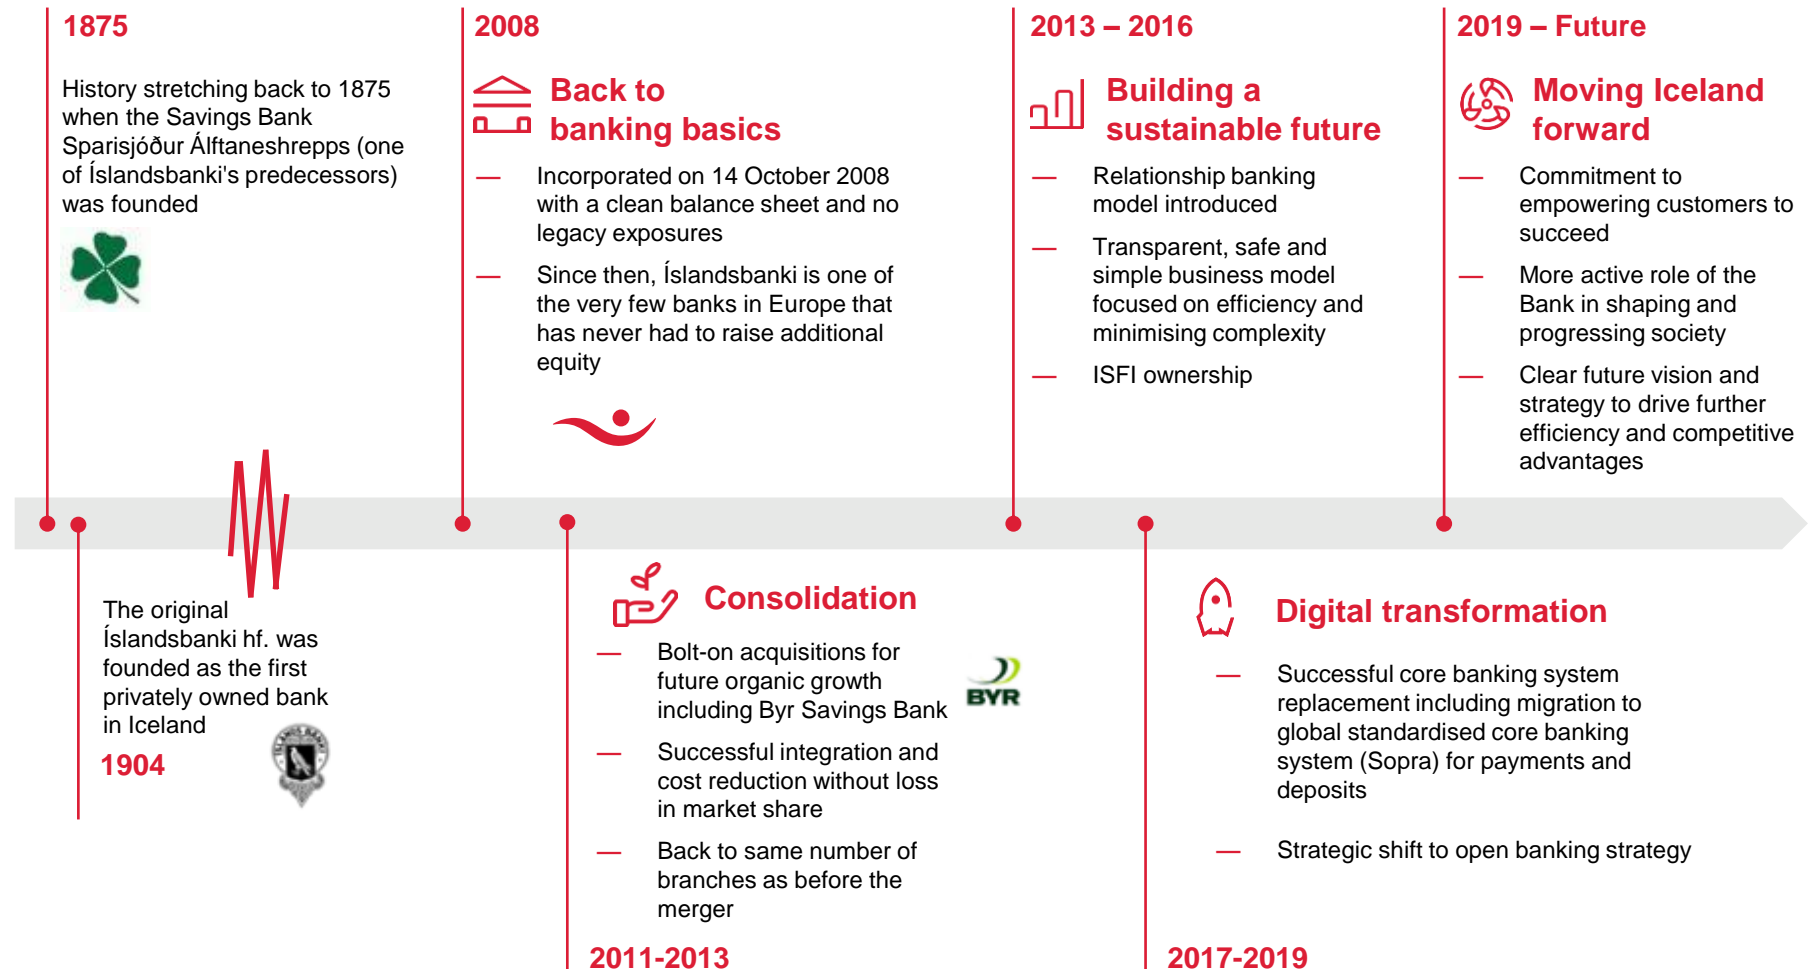 1875
History stretching back to 1875
when the Savings Bank
Sparisjóður Álftaneshrepps (one
of Íslandsbanki's predecessors)
was founded
2008
Back to
banking basics
— Incorporated on 14 October 2008
with a clean balance sheet and no
legacy exposures
— Since then, Íslandsbanki is one of
the very few banks in Europe that
has never had to raise additional
equity
2013 – 2016
Building a
sustainable future
— Relationship banking
model introduced
— Transparent, safe and
simple business model
focused on efficiency and
minimising complexity
— ISFI ownership
2019 – Future
Moving Iceland
forward
— Commitment to
empowering customers to
succeed
— More active role of the
Bank in shaping and
progressing society
— Clear future vision and
strategy to drive further
efficiency and competitive
advantages
The original
Íslandsbanki hf. was
founded as the first
privately owned bank
in Iceland
1904
ISLANDS BANKI
Consolidation
— Bolt-on acquisitions for
future organic growth
including Byr Savings Bank
BYR
— Successful integration and
cost reduction without loss
in market share
— Back to same number of
branches as before the
merger
2011-2013
Digital transformation
— Successful core banking system
replacement including migration to
global standardised core banking
system (Sopra) for payments and
deposits
— Strategic shift to open banking strategy
2017-2019